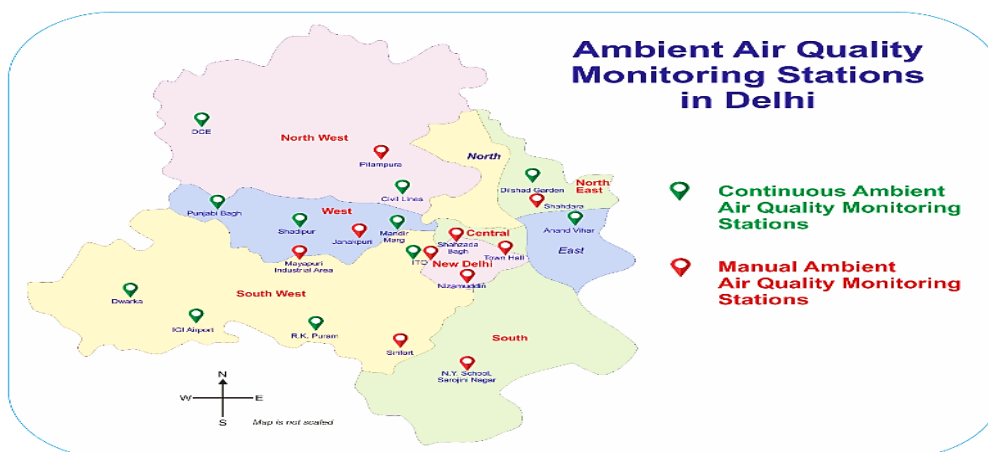 Ambient Air Quality
Monitoring Stations
in Delhi
DCE
North West
Pitampura
North
Civil Lines
Dilshad Garden
North
East
Shahdara
Punjabi Bagh
West
Shadipur
Janakpuri
Mandir
Marg
Central
Shahzada
Bagh
Town Hall
Anand Vihar
East
Mayapuri
Industrial Area
ITO
New Delhi
Nizamuddin
South West
Dwarka
IGI Airport
R.K. Puram
Sirifort
South
N.Y. School,
Sarojini Nagar
N
W
E
S
Map is not scaled
Continuous Ambient
Air Quality Monitoring
Stations
Manual Ambient
Air Quality Monitoring
Stations